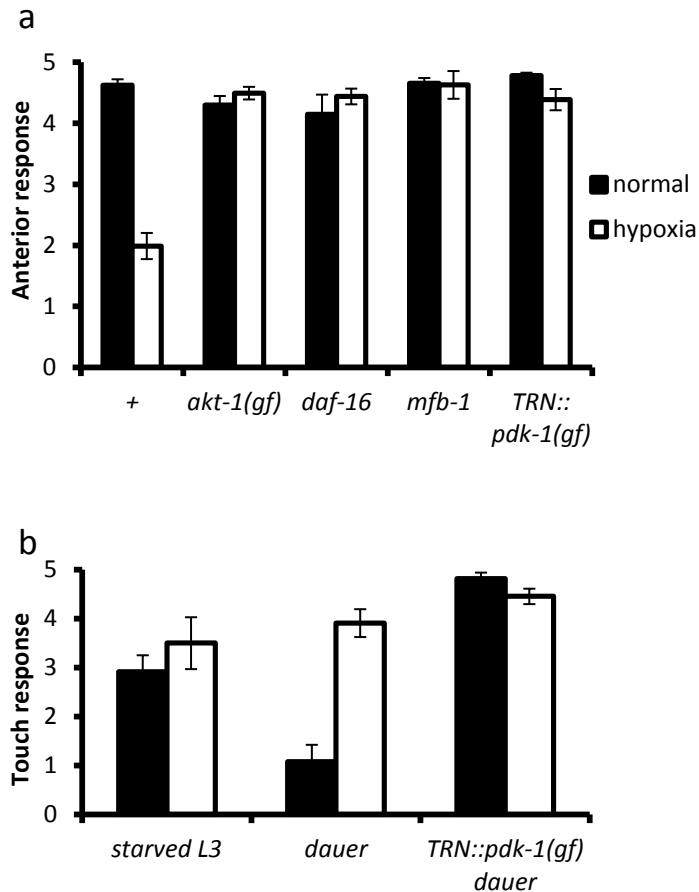 a
5
4
3
2
1
0
Anterior response
+
akt-1(gf)
daf-16
mfb-1
TRN::
pdk-1(gf)
normal
hypoxia
b
5
4
3
2
1
0
Touch response
starved L3
dauer
TRN::pdk-1(gf)
dauer